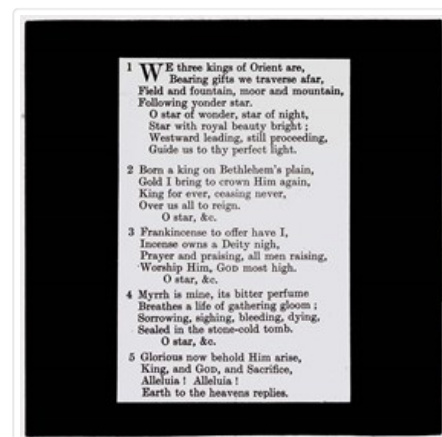 1 WE three kings of Orient are,
Bearing gifts we traverse afar,
Field and fountain, moor and mountain,
Following yonder star.
O star of wonder, star of night,
Star with royal beauty bright ;
Westward leading, still proceeding,
Guide us to thy perfect light.
2 Born a king on Bethlehem's plain,
Gold I bring to crown Him again,
King for ever, ceasing never,
Over us all to reign.
O star, &c.
3 Frankincense to offer have I,
Incense owns a Deity nigh,
Prayer and praising, all men raising,
Worship Him, GOD most high.
O star, &c.
4 Myrrh is mine, its bitter perfume
Breathes a life of gathering gloom ;
Sorrowing, sighing, bleeding, dying,
Sealed in the stone-cold tomb.
O star, &c.
5 Glorious now behold Him arise,
King, and GOD, and Sacrifice,
Alleluia ! Alleluia !
Earth to the heavens replies.